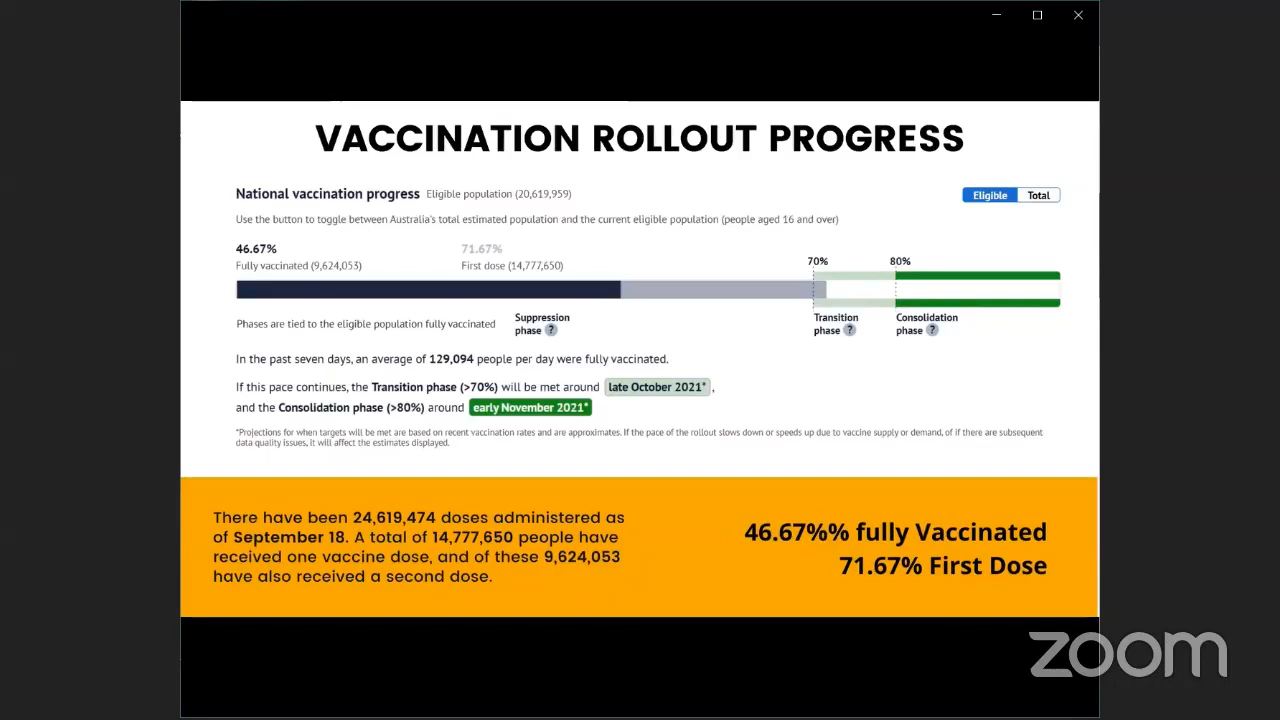 VACCINATION ROLLOUT PROGRESS
National vaccination progress Eligible population (20,619,959)
Eligible Total
Use the button to toggle between Australia's total estimated population and the current eligible population (people aged 16 and over)
46.67% 71.67%
Fully vaccinated (9,624,053) First dose (14,777,650)
70% 80%
Phases are tied to the eligible population fully vaccinated
Suppression
phase ?
Transition
phase ?
Consolidation
phase ?
In the past seven days, an average of 129,094 people per day were fully vaccinated.
If this pace continues, the Transition phase (>70%) will be met around late October 2021* ,
and the Consolidation phase (>80%) around early November 2021*
*Projections for when targets will be met are based on recent vaccination rates and are approximates. If the pace of the rollout slows down or speeds up due to vaccine supply or demand, of if there are subsequent
data quality issues, it will affect the estimates displayed.
There have been 24,619,474 doses administered as
of September 18. A total of 14,777,650 people have
received one vaccine dose, and of these 9,624,053
have also received a second dose.
46.67%% fully Vaccinated
71.67% First Dose
zoom